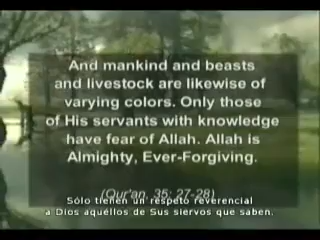 And mankind and beasts
and livestock are likewise of
varying colors. Only those
of His servants with knowledge
have fear of Allah. Allah is
Almighty, Ever-Forgiving.
(Qur'an, 35: 27-28)
Sólo tienen un respeto reverencial
a Dios aquéllos de Sus siervos que saben.